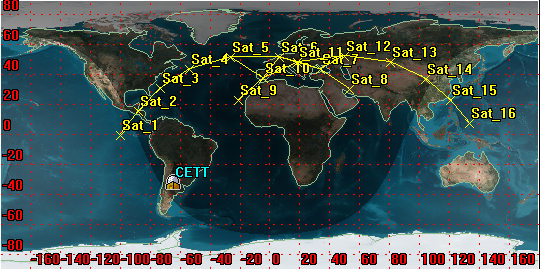 80
60
40
20
0
-20
-40
-60
-80
Sat_1
Sat_2
Sat_3
Sat_4
Sat_5
Sat_6
Sat_7
Sat_8
Sat_9
Sat_10
Sat_11
Sat_12
Sat_13
Sat_14
Sat_15
Sat_16
CETT
-160 -140 -120 -100 -80 -60 -40 -20 0 20 40 60 80 100 120 140 160